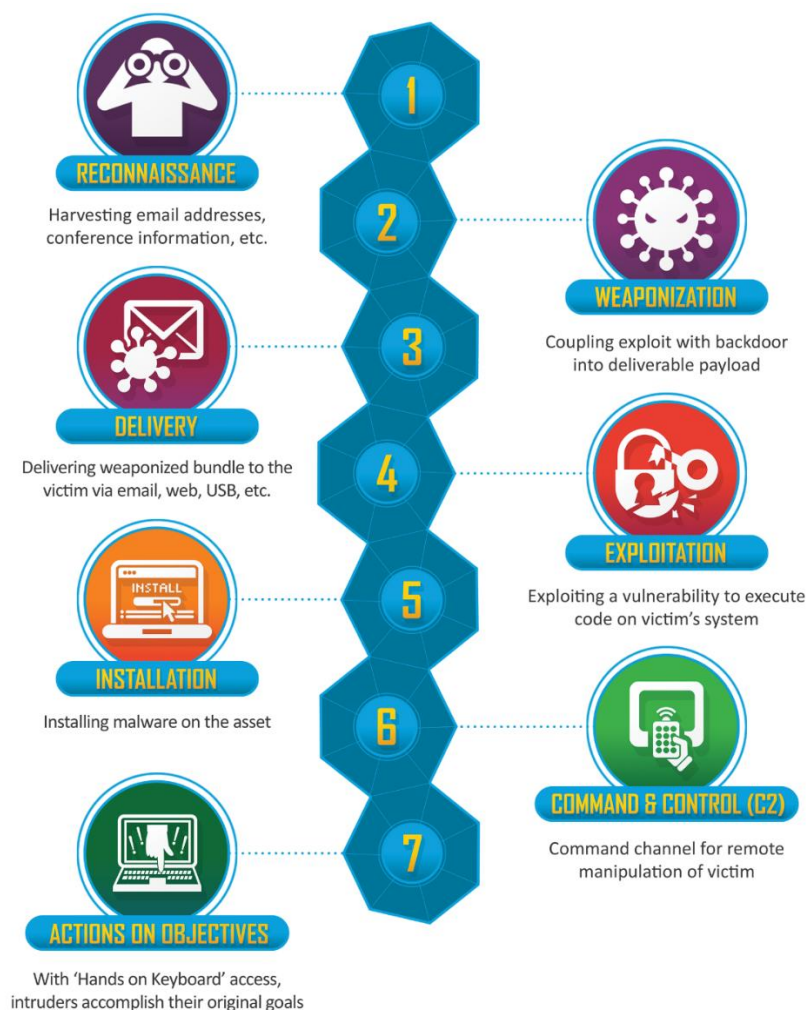 1
RECONNAISSANCE
Harvesting email addresses,
conference information, etc.
2
WEAPONIZATION
Coupling exploit with backdoor
into deliverable payload
3
DELIVERY
Delivering weaponized bundle to the
victim via email, web, USB, etc.
4
EXPLOITATION
Exploiting a vulnerability to execute
code on victim's system
5
INSTALL
INSTALLATION
Installing malware on the asset
6
COMMAND & CONTROL (C2)
Command channel for remote
manipulation of victim
7
ACTIONS ON OBJECTIVES
With ‘Hands on Keyboard’ access,
intruders accomplish their original goals